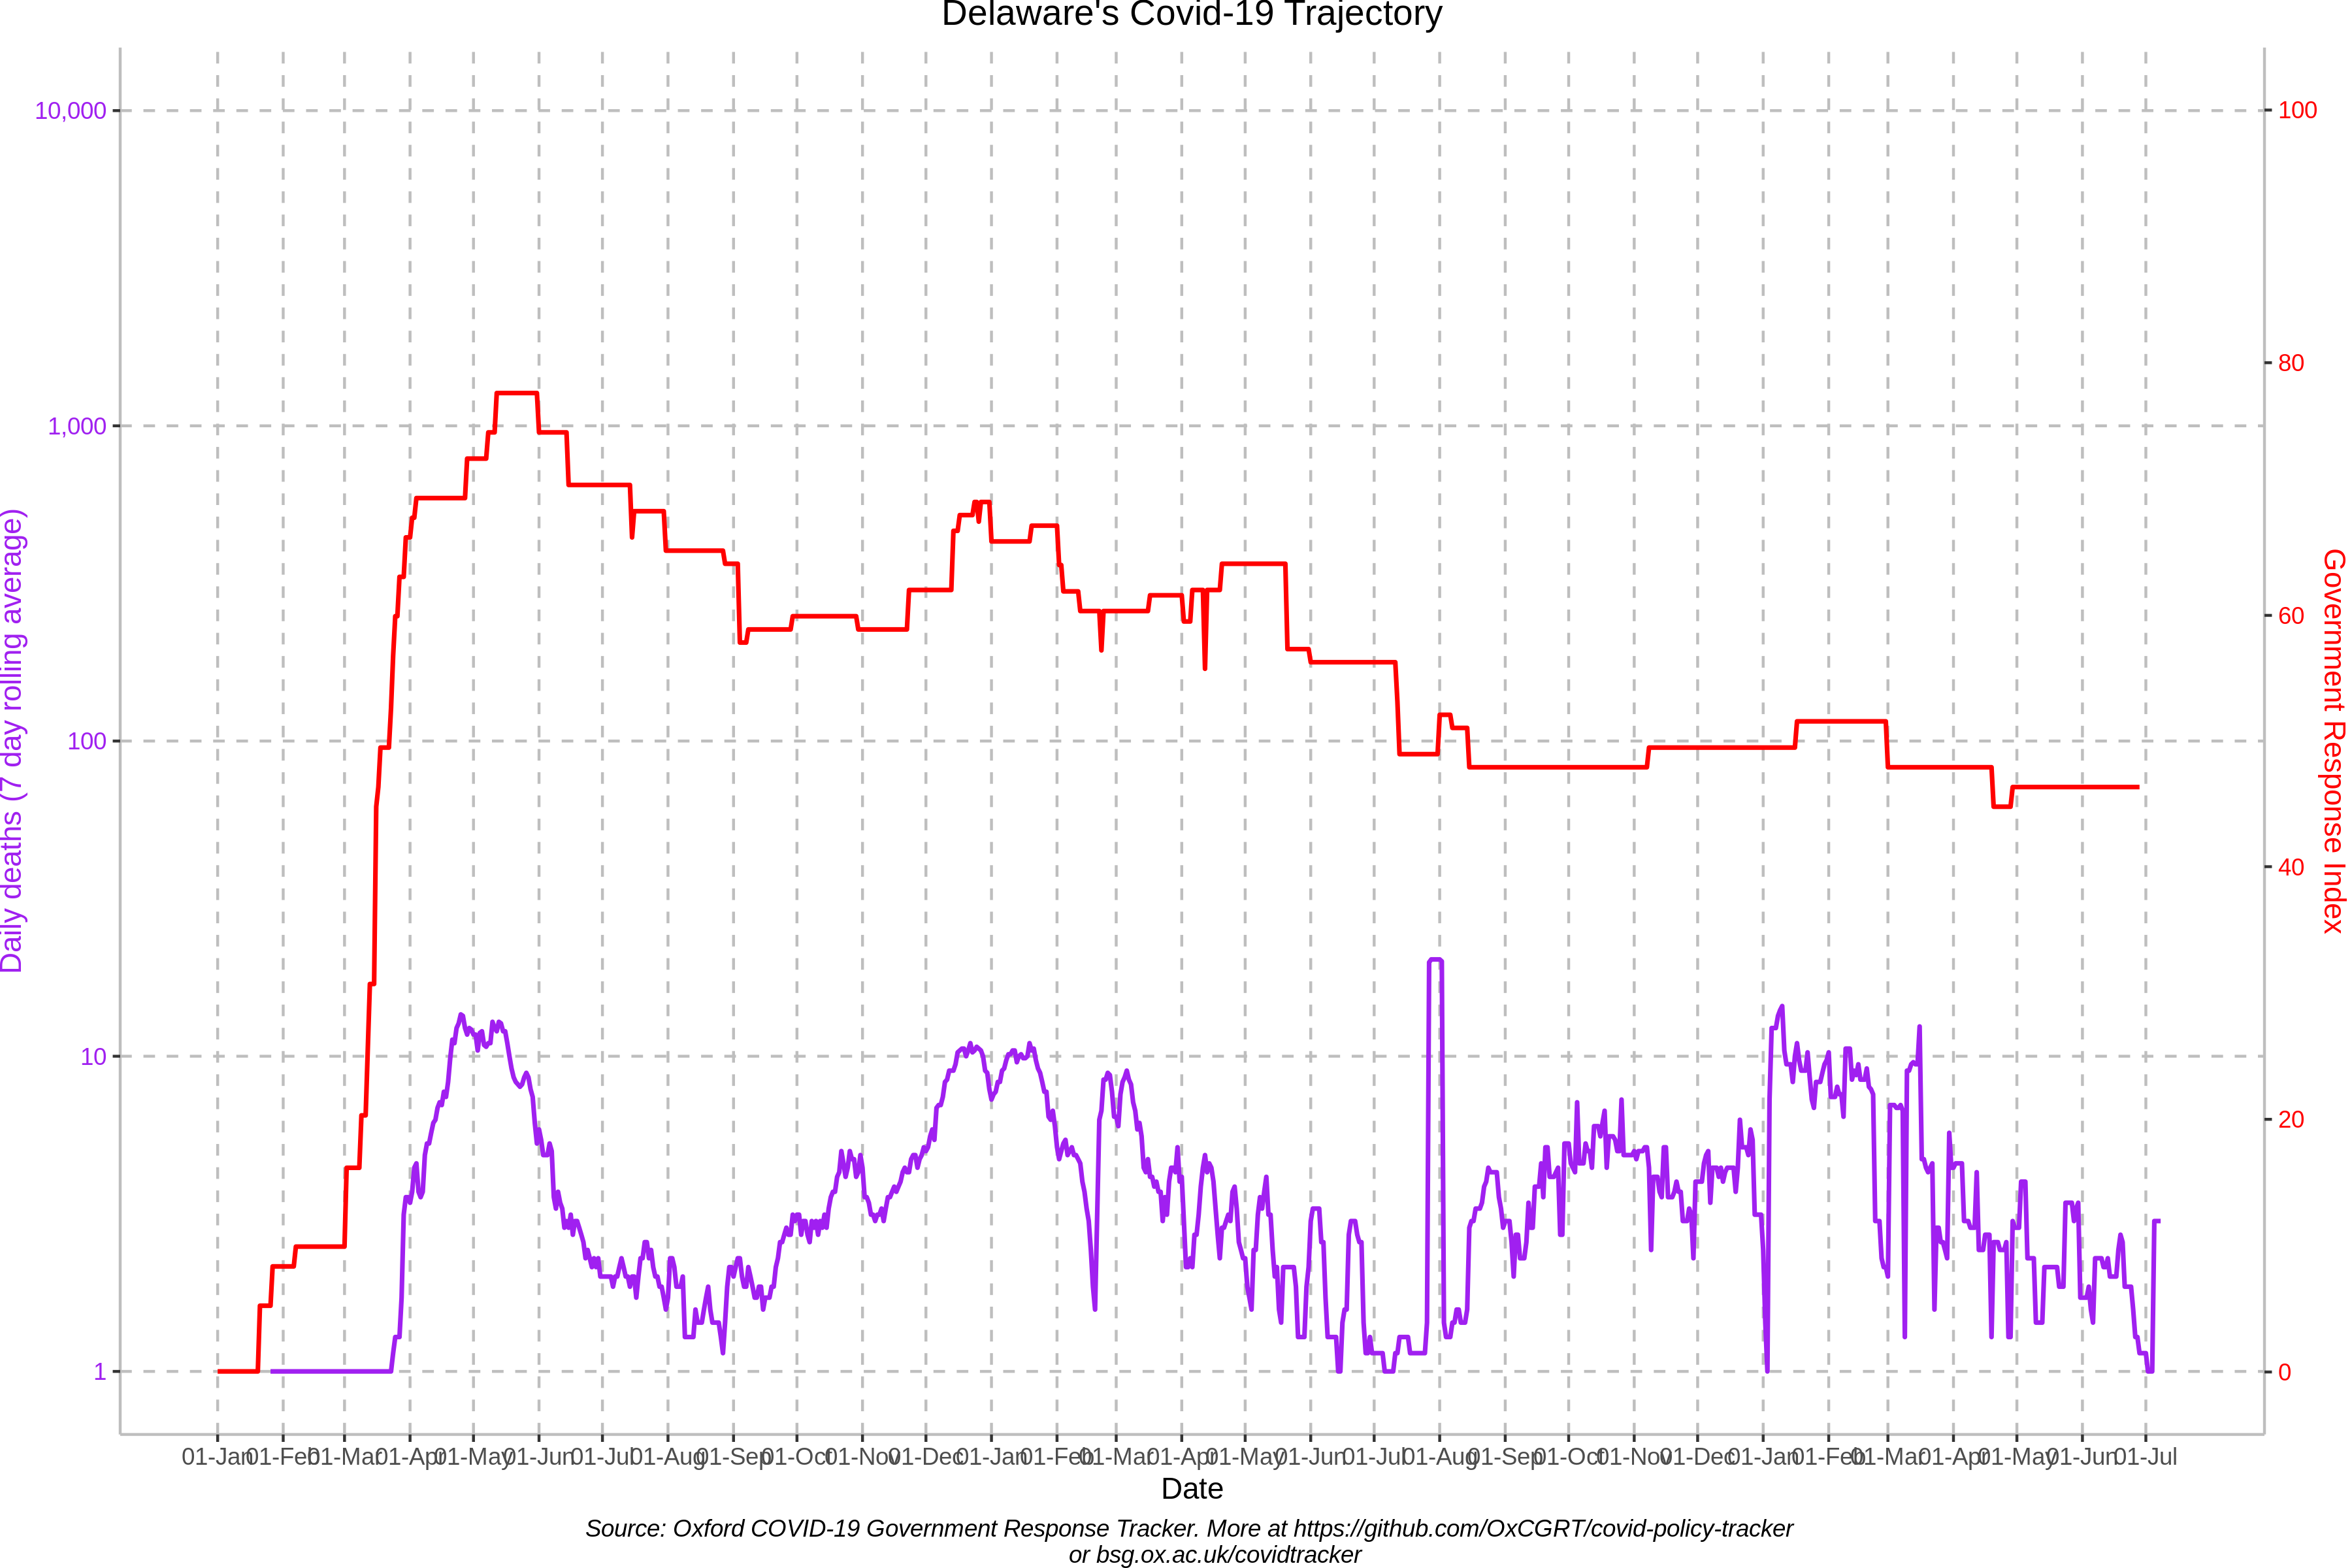 Delaware's Covid-19 Trajectory
10,000
1,000
100
10
1
Daily deaths (7 day rolling average)
100
80
60
40
20
0
Government Response Index
01-Jan 01-Feb 01-Mar 01-Apr 01-May 01-Jun 01-Jul 01-Aug 01-Sep 01-Oct 01-Nov 01-Dec 01-Jan 01-Feb 01-Mar 01-Apr 01-May 01-Jun 01-Jul 01-Aug 01-Sep 01-Oct 01-Nov 01-Dec 01-Jan 01-Feb 01-Mar 01-Apr 01-May 01-Jun 01-Jul
Date
Source: Oxford COVID-19 Government Response Tracker. More at https://github.com/OxCGRT/covid-policy-tracker
or bsg.ox.ac.uk/covidtracker